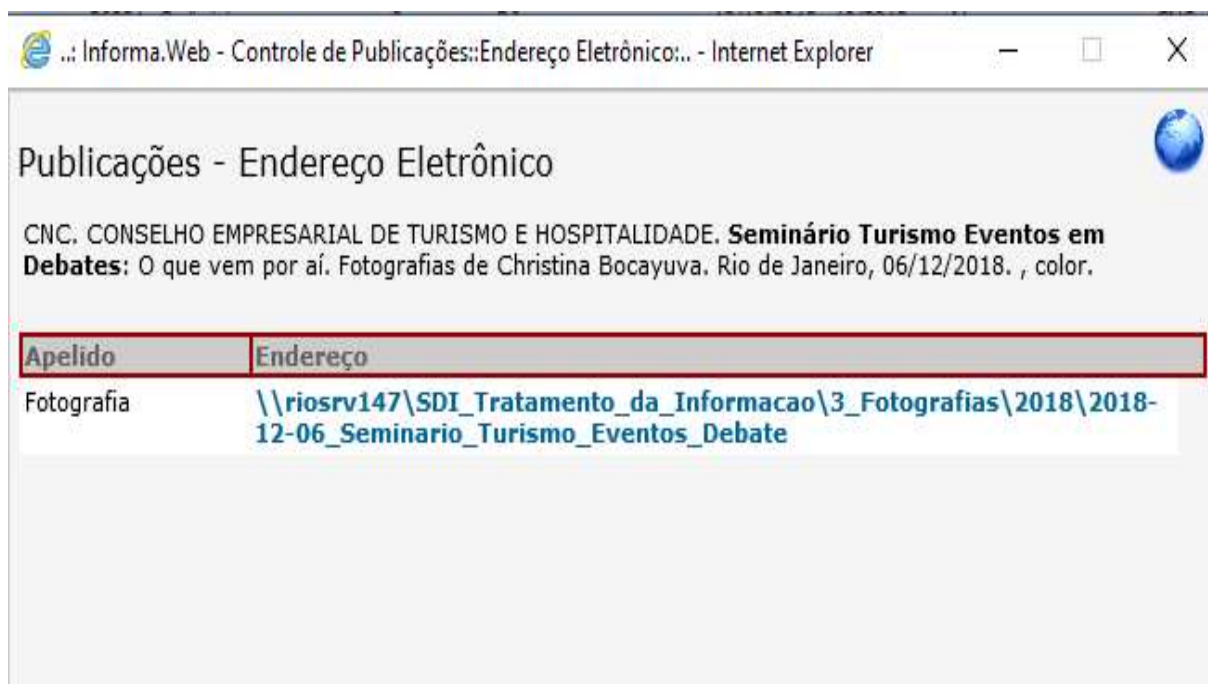 ..: Informa.Web - Controle de Publicações::Endereço Eletrônico:.. - Internet Explorer
Publicações - Endereço Eletrônico
CNC. CONSELHO EMPRESARIAL DE TURISMO E HOSPITALIDADE. Seminário Turismo Eventos em
Debates: O que vem por aí. Fotografias de Christina Bocayuva. Rio de Janeiro, 06/12/2018. , color.
Apelido Endereço
Fotografia \\riosrv147\SDI_Tratamento_da_Informacao\3_Fotografias\2018\2018-
12-06_Seminario_Turismo_Eventos_Debate